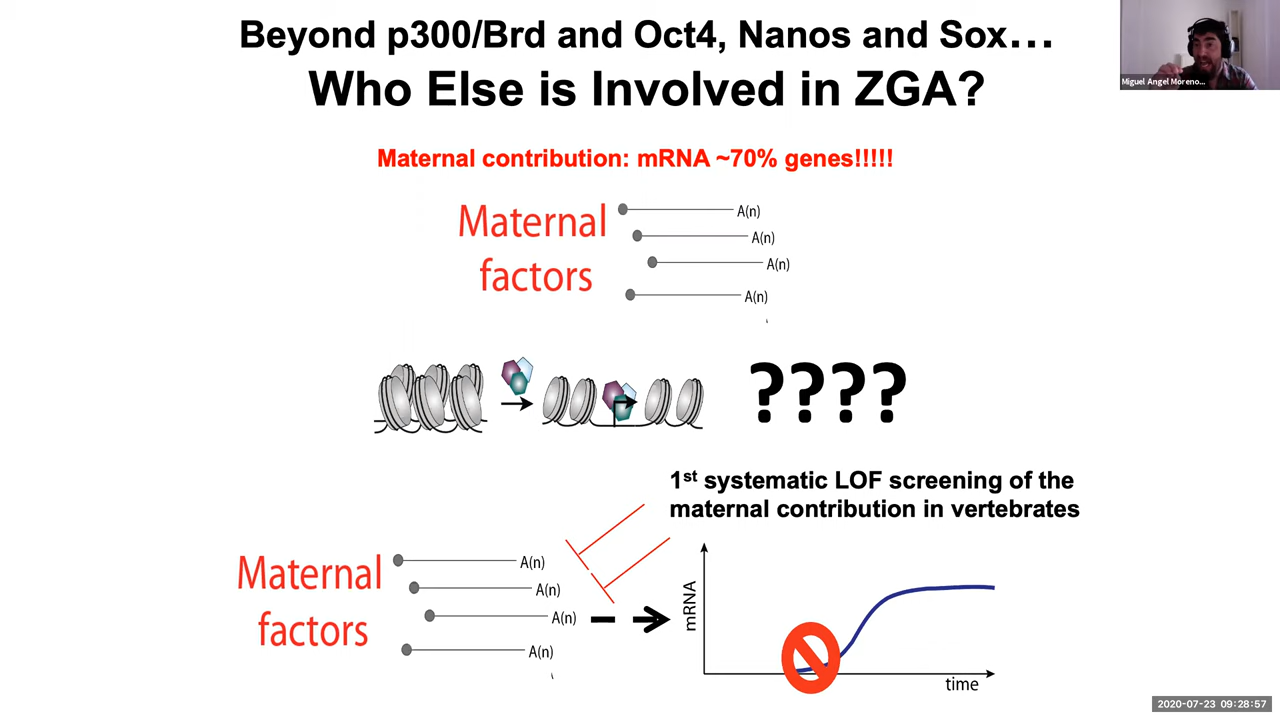 Beyond p300/Brd and Oct4, Nanos and Sox…
Who Else is Involved in ZGA?
Miguel Angel Moreno...
Maternal contribution: mRNA ~70% genes!!!!!
Maternal
factors
A(n)
A(n)
A(n)
A(n)
????
1st systematic LOF screening of the
maternal contribution in vertebrates
Maternal
factors
A(n)
A(n)
A(n)
A(n)
mRNA
time
2020-07-23 09:28:57